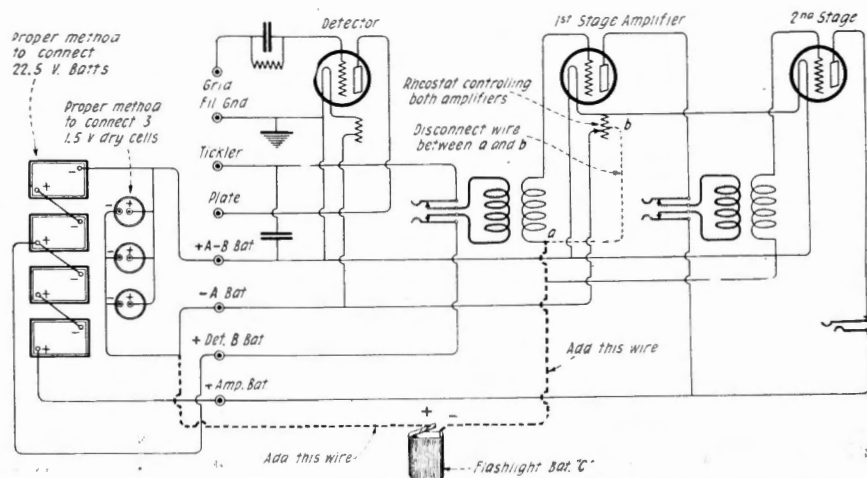 Proper method
to connect
22.5 V. Batts
Proper method
to connect 3
1.5 V dry cells
Detector
1st Stage Amplifier
2nd Stage
Grid
Fil Gnd
Tickler
Plate
+A-B Bat
-A Bat
+ Det. B Bat
+Amp. Bat
Rheostat controlling
both amplifiers
Disconnect wire
between a and b
b
a
Add this wire
Add this wire
+ -
Flashlight Bat. "C"
-
+
-
+
-
+
-
+
- +
- +
- +